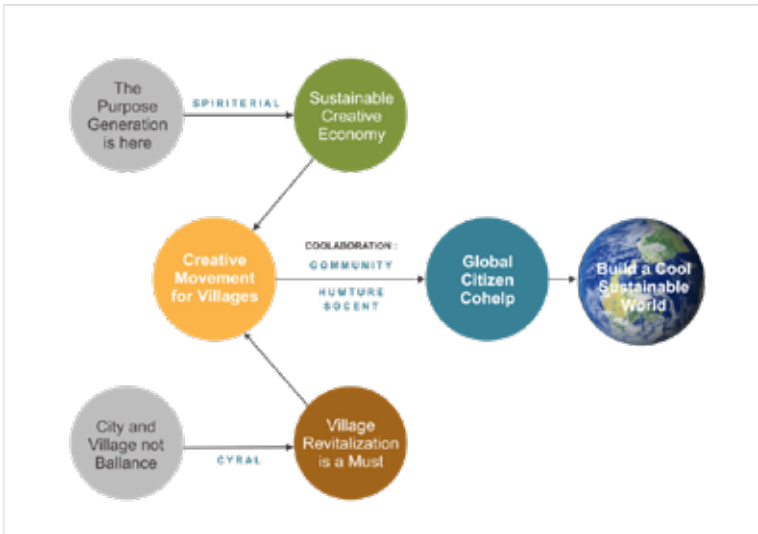 The
Purpose
Generation
is here
SPIRITERIAL
Sustainable
Creative
Economy
Creative
Movement
for Villages
COOLABORATION :
COMMUNITY
HUMTURE
SOCENT
Global
Citizen
Cohelp
Build a Cool
Sustainable
World
City and
Village not
Ballance
CYRAL
Village
Revitalization
is a Must